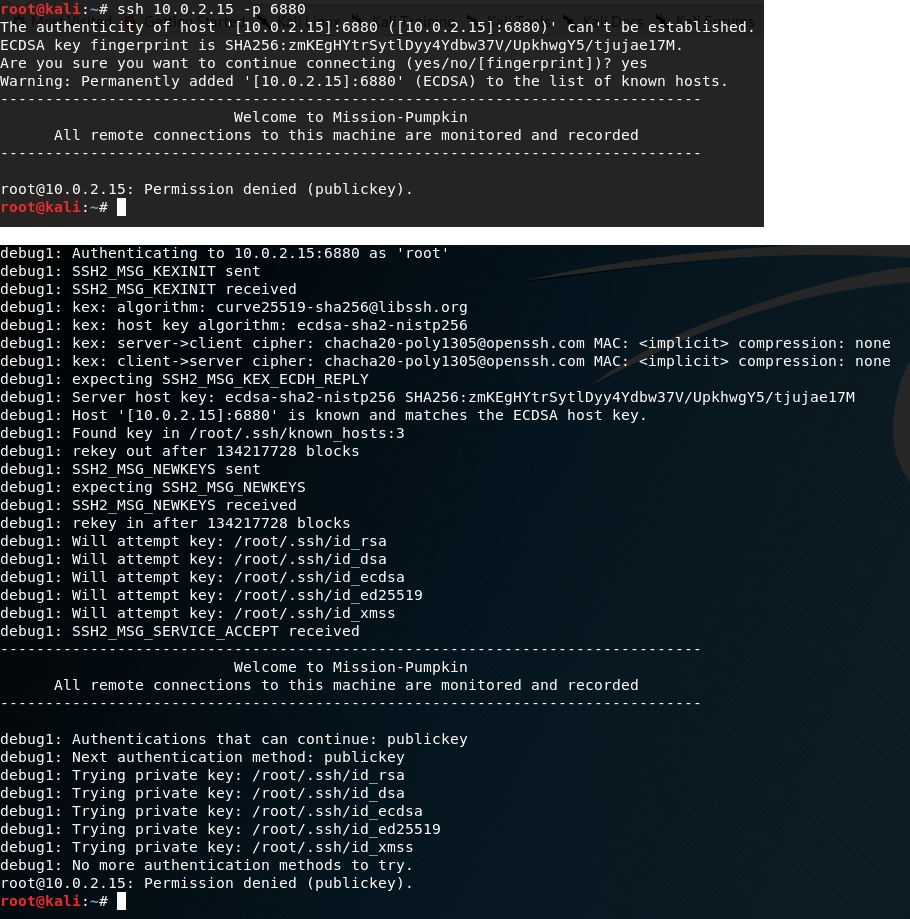 root@kali:~# ssh 10.0.2.15 -p 6880
The authenticity of host '[10.0.2.15]:6880 ([10.0.2.15]:6880)' can't be established.
ECDSA key fingerprint is SHA256:zmKEgHYtrSytlDyy4Ydbw37V/UpkhwgY5/tjujae17M.
Are you sure you want to continue connecting (yes/no/[fingerprint])? yes
Warning: Permanently added '[10.0.2.15]:6880' (ECDSA) to the list of known hosts.
------------------------------------------------------------------------------
Welcome to Mission-Pumpkin
All remote connections to this machine are monitored and recorded
------------------------------------------------------------------------------
root@10.0.2.15: Permission denied (publickey).
root@kali:~#
debug1: Authenticating to 10.0.2.15:6880 as 'root'
debug1: SSH2_MSG_KEXINIT sent
debug1: SSH2_MSG_KEXINIT received
debug1: kex: algorithm: curve25519-sha256@libssh.org
debug1: kex: host key algorithm: ecdsa-sha2-nistp256
debug1: kex: server->client cipher: chacha20-poly1305@openssh.com MAC: <implicit> compression: none
debug1: kex: client->server cipher: chacha20-poly1305@openssh.com MAC: <implicit> compression: none
debug1: expecting SSH2_MSG_KEX_ECDH_REPLY
debug1: Server host key: ecdsa-sha2-nistp256 SHA256:zmKEgHYtrSytlDyy4Ydbw37V/UpkhwgY5/tjujae17M
debug1: Host '[10.0.2.15]:6880' is known and matches the ECDSA host key.
debug1: Found key in /root/.ssh/known_hosts:3
debug1: rekey out after 134217728 blocks
debug1: SSH2_MSG_NEWKEYS sent
debug1: expecting SSH2_MSG_NEWKEYS
debug1: SSH2_MSG_NEWKEYS received
debug1: rekey in after 134217728 blocks
debug1: Will attempt key: /root/.ssh/id_rsa
debug1: Will attempt key: /root/.ssh/id_dsa
debug1: Will attempt key: /root/.ssh/id_ecdsa
debug1: Will attempt key: /root/.ssh/id_ed25519
debug1: Will attempt key: /root/.ssh/id_xmss
debug1: SSH2_MSG_SERVICE_ACCEPT received
------------------------------------------------------------------------------
Welcome to Mission-Pumpkin
All remote connections to this machine are monitored and recorded
------------------------------------------------------------------------------
debug1: Authentications that can continue: publickey
debug1: Next authentication method: publickey
debug1: Trying private key: /root/.ssh/id_rsa
debug1: Trying private key: /root/.ssh/id_dsa
debug1: Trying private key: /root/.ssh/id_ecdsa
debug1: Trying private key: /root/.ssh/id_ed25519
debug1: Trying private key: /root/.ssh/id_xmss
debug1: No more authentication methods to try.
root@10.0.2.15: Permission denied (publickey).
root@kali:~#